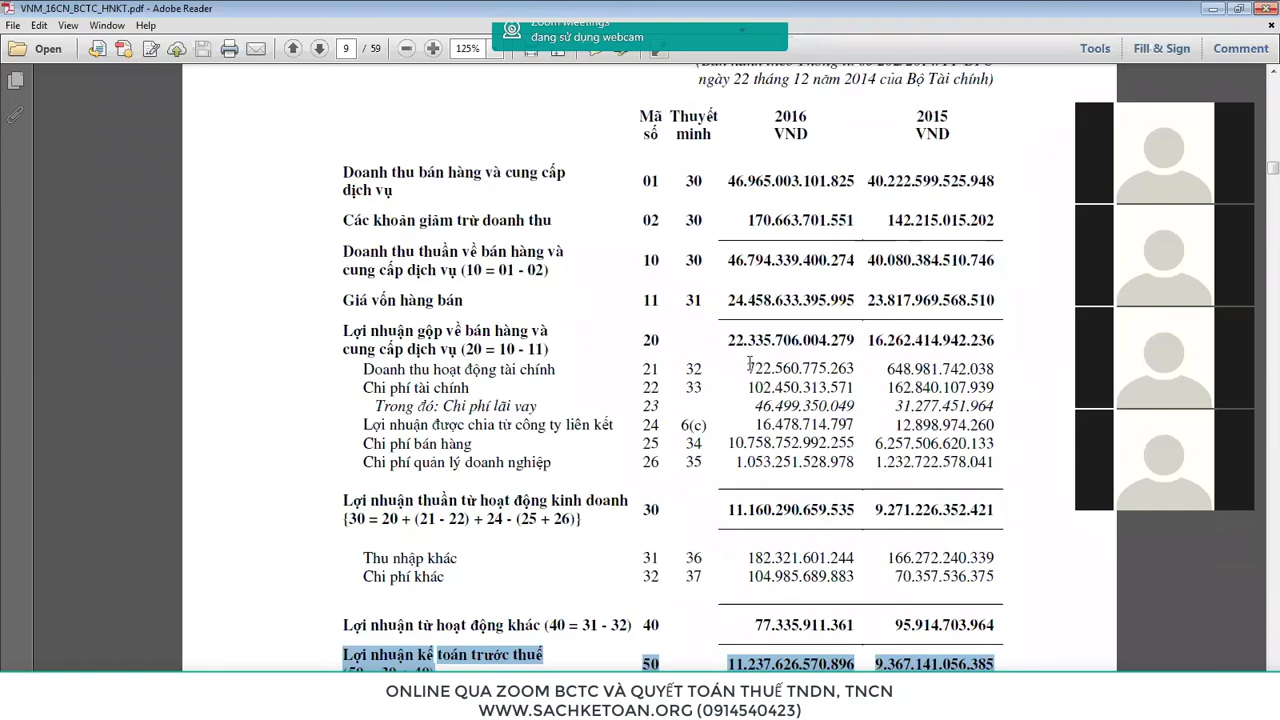 VNM_16CN_BCTC_HNKT.pdf - Adobe Reader
File Edit View Window Help
Zoom Meetings
đang sử dụng webcam
Open 9 / 59 125% Tools Fill & Sign Comment
ngày 22 tháng 12 năm 2014 của Bộ Tài chính)
Mã Thuyết 2016 2015
số minh VND VND
Doanh thu bán hàng và cung cấp
dịch vụ 01 30 46.965.003.101.825 40.222.599.525.948
Các khoản giảm trừ doanh thu 02 30 170.663.701.551 142.215.015.202
Doanh thu thuần về bán hàng và
cung cấp dịch vụ (10 = 01 - 02) 10 30 46.794.339.400.274 40.080.384.510.746
Giá vốn hàng bán 11 31 24.458.633.395.995 23.817.969.568.510
Lợi nhuận gộp về bán hàng và
cung cấp dịch vụ (20 = 10 - 11) 20 22.335.706.004.279 16.262.414.942.236
Doanh thu hoạt động tài chính 21 32 722.560.775.263 648.981.742.038
Chi phí tài chính 22 33 102.450.313.571 162.840.107.939
Trong đó: Chi phí lãi vay 23 46.499.350.049 31.277.451.964
Lợi nhuận được chia từ công ty liên kết 24 6(c) 16.478.714.797 12.898.974.260
Chi phí bán hàng 25 34 10.758.752.992.255 6.257.506.620.133
Chi phí quản lý doanh nghiệp 26 35 1.053.251.528.978 1.232.722.578.041
Lợi nhuận thuần từ hoạt động kinh doanh
{30 = 20 + (21 - 22) + 24 - (25 + 26)} 30 11.160.290.659.535 9.271.226.352.421
Thu nhập khác 31 36 182.321.601.244 166.272.240.339
Chi phí khác 32 37 104.985.689.883 70.357.536.375
Lợi nhuận từ hoạt động khác (40 = 31 - 32) 40 77.335.911.361 95.914.703.964
Lợi nhuận kế toán trước thuế
50 11.237.626.570.896 9.367.141.056.385
ONLINE QUA ZOOM BCTC VÀ QUYẾT TOÁN THUẾ TNDN, TNCN
WWW.SACHKETOAN.ORG (0914540423)